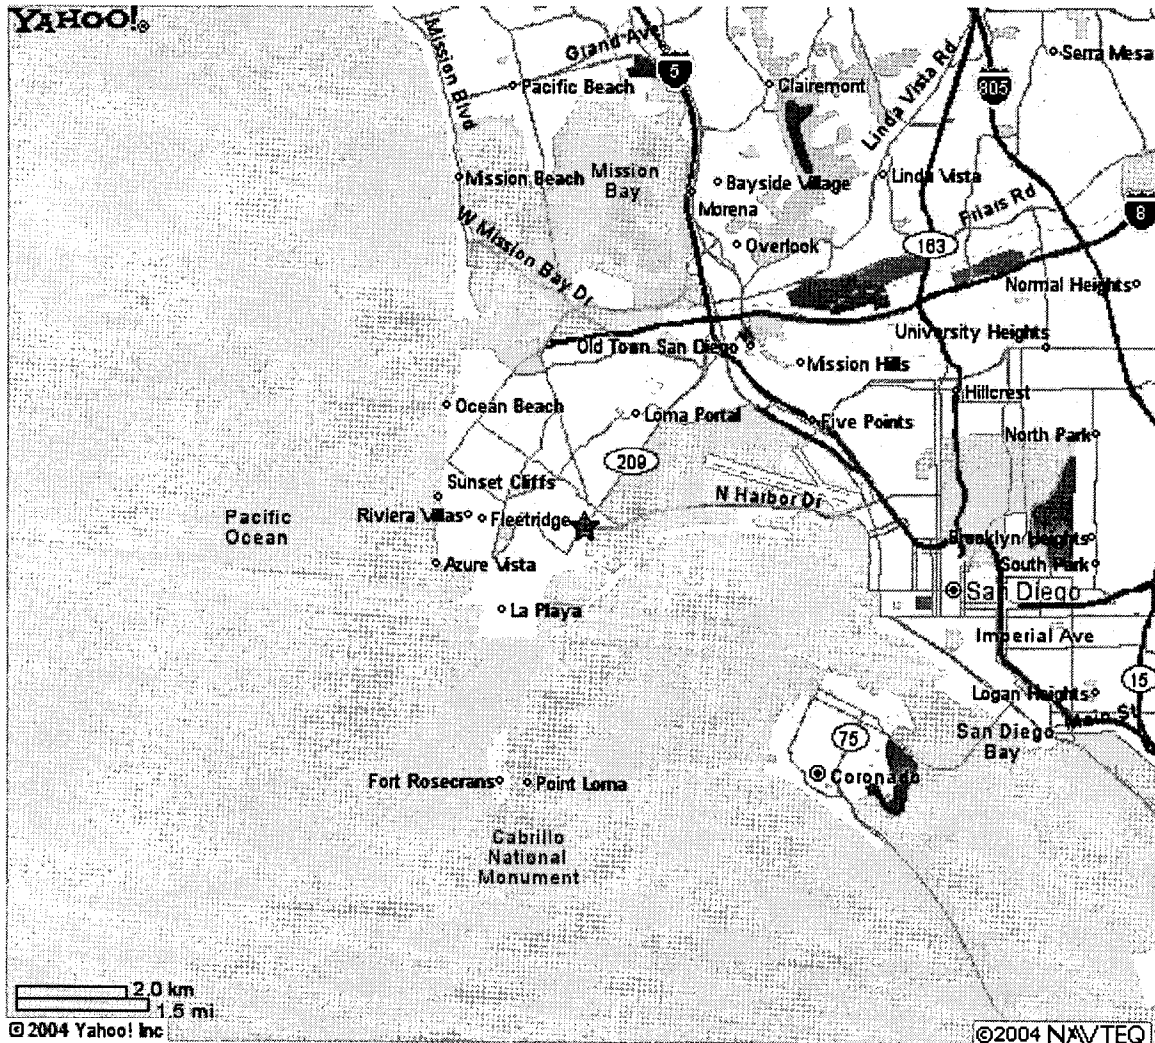 YAHOO!®
Mission Blvd
Grand Ave
5
Pacific Beach
Clairemont
Linda Vista Rd
805
Serra Mesa
Mission Beach
Mission
Bay
Bayside Village
Linda Vista
Morena
Friars Rd
8
W Mission Bay Dr
Overlook
163
Normal Heights
University Heights
Old Town San Diego
Mission Hills
Hillcrest
Ocean Beach
Loma Portal
Five Points
North Park
209
Sunset Cliffs
N Harbor Dr
Riviera Villas
Fleetridge
Pacific
Ocean
Brooklyn Heights
Azure Vista
South Park
San Diego
La Playa
Imperial Ave
Logan Heights
15
Main St
San Diego
Bay
75
Fort Rosecrans
Point Loma
Coronado
Cabrillo
National
Monument
2.0 km
1.5 mi
© 2004 Yahoo! Inc
©2004 NAVTEQ